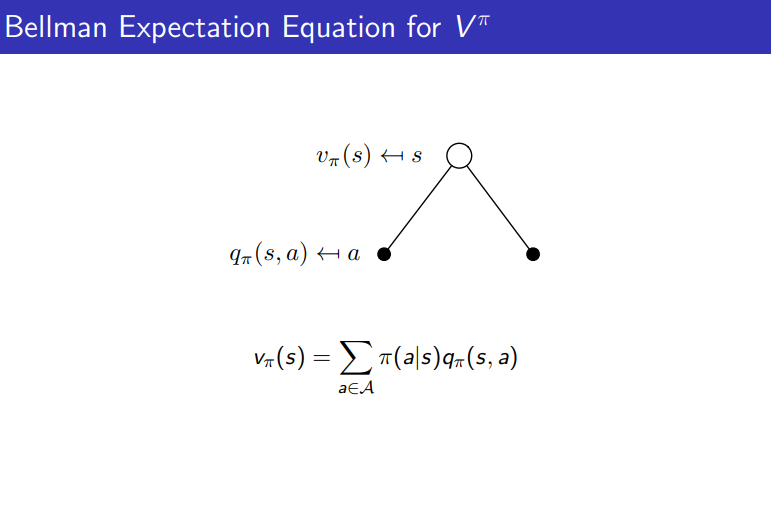 Bellman Expectation Equation for V^π
v_π(s) ↤ s
q_π(s, a) ↤ a
v_π(s) = ∑_{a∈𝒜} π(a|s)q_π(s, a)